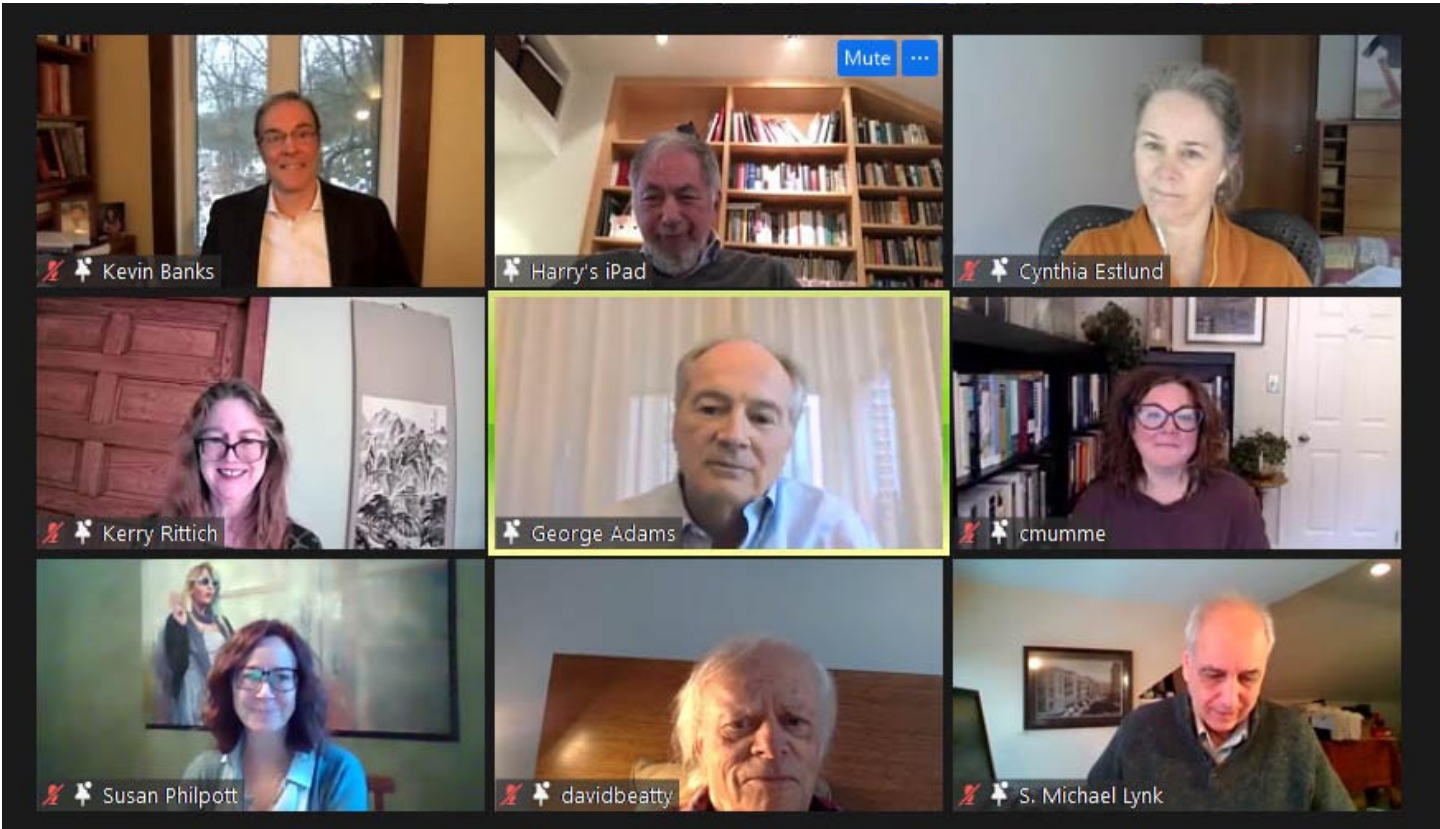 Mute ...
Kevin Banks
Harry's iPad
Cynthia Estlund
Kerry Rittich
George Adams
cmumme
Susan Philpott
davidbeatty
S. Michael Lynk